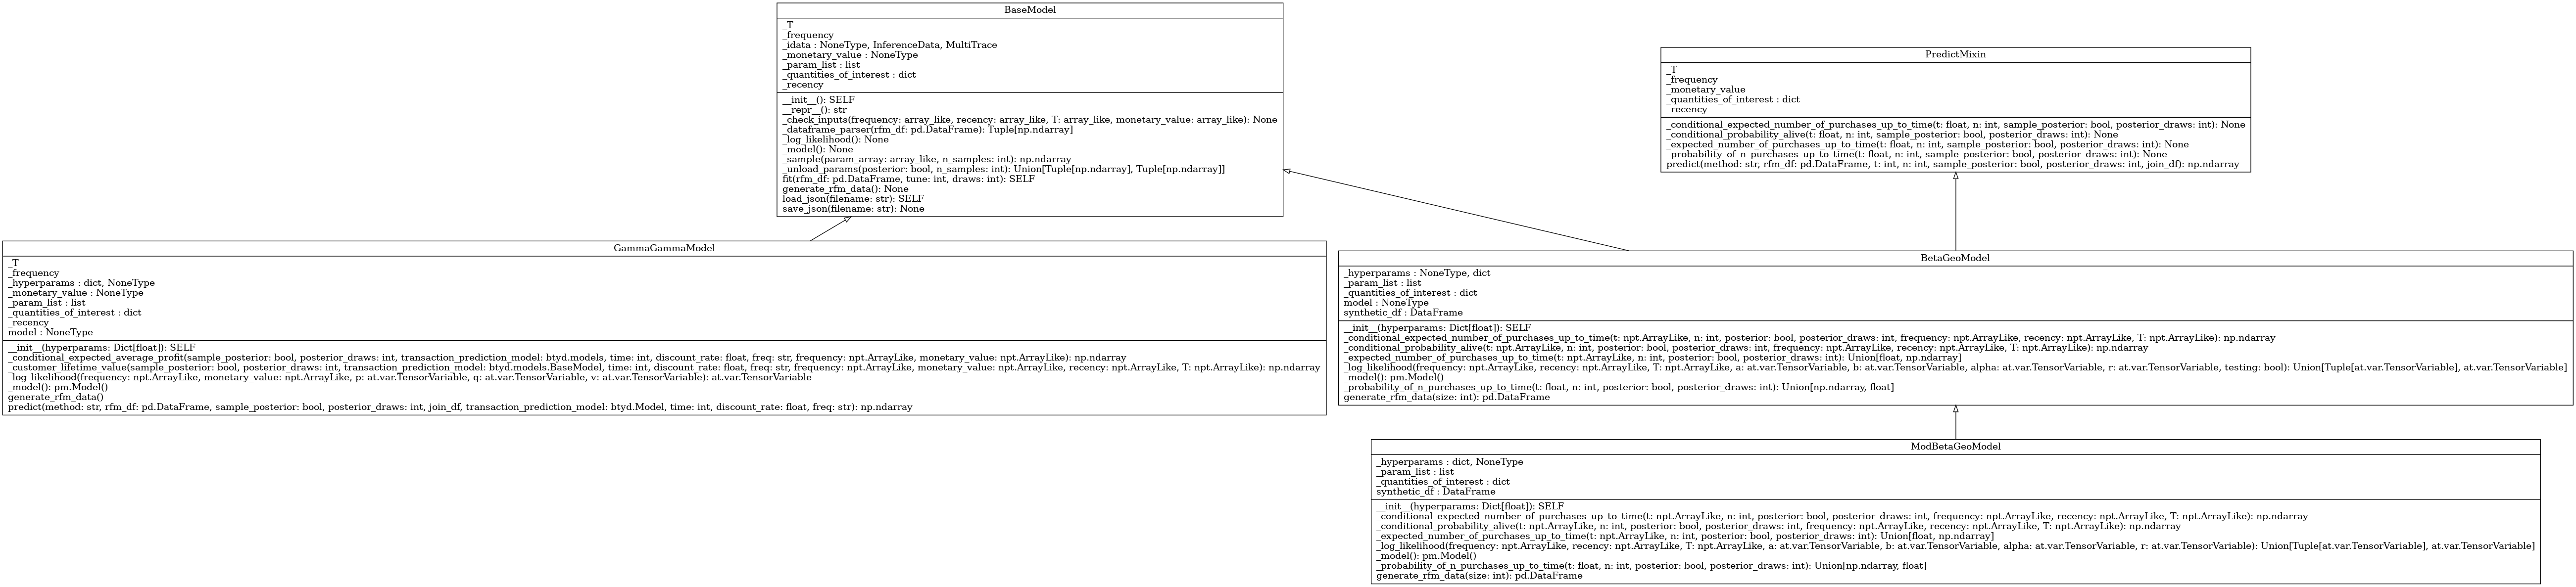 BaseModel
_T
_frequency
_idata : NoneType, InferenceData, MultiTrace
_monetary_value : NoneType
_param_list : list
_quantities_of_interest : dict
_recency
__init__(): SELF
__repr__(): str
_check_inputs(frequency: array_like, recency: array_like, T: array_like, monetary_value: array_like): None
_dataframe_parser(rfm_df: pd.DataFrame): Tuple[np.ndarray]
_log_likelihood(): None
_model(): None
_sample(param_array: array_like, n_samples: int): np.ndarray
_unload_params(posterior: bool, n_samples: int): Union[Tuple[np.ndarray], Tuple[np.ndarray]]
fit(rfm_df: pd.DataFrame, tune: int, draws: int): SELF
generate_rfm_data(): None
load_json(filename: str): SELF
save_json(filename: str): None
PredictMixin
_T
_frequency
_monetary_value
_quantities_of_interest : dict
_recency
_conditional_expected_number_of_purchases_up_to_time(t: float, n: int, sample_posterior: bool, posterior_draws: int): None
_conditional_probability_alive(t: float, n: int, sample_posterior: bool, posterior_draws: int): None
_expected_number_of_purchases_up_to_time(t: float, n: int, sample_posterior: bool, posterior_draws: int): None
_probability_of_n_purchases_up_to_time(t: float, n: int, sample_posterior: bool, posterior_draws: int): None
predict(method: str, rfm_df: pd.DataFrame, t: int, n: int, sample_posterior: bool, posterior_draws: int, join_df): np.ndarray
GammaGammaModel
_T
_frequency
_hyperparams : dict, NoneType
_monetary_value : NoneType
_param_list : list
_quantities_of_interest : dict
_recency
model : NoneType
__init__(hyperparams: Dict[float]): SELF
_conditional_expected_average_profit(sample_posterior: bool, posterior_draws: int, transaction_prediction_model: btyd.models, time: int, discount_rate: float, freq: str, frequency: npt.ArrayLike, monetary_value: npt.ArrayLike): np.ndarray
_customer_lifetime_value(sample_posterior: bool, posterior_draws: int, transaction_prediction_model: btyd.models.BaseModel, time: int, discount_rate: float, freq: str, frequency: npt.ArrayLike, monetary_value: npt.ArrayLike, recency: npt.ArrayLike, T: npt.ArrayLike): np.ndarray
_log_likelihood(frequency: npt.ArrayLike, monetary_value: npt.ArrayLike, p: at.var.TensorVariable, q: at.var.TensorVariable, v: at.var.TensorVariable): at.var.TensorVariable
_model(): pm.Model()
generate_rfm_data()
predict(method: str, rfm_df: pd.DataFrame, sample_posterior: bool, posterior_draws: int, join_df, transaction_prediction_model: btyd.Model, time: int, discount_rate: float, freq: str): np.ndarray
BetaGeoModel
_hyperparams : NoneType, dict
_param_list : list
_quantities_of_interest : dict
model : NoneType
synthetic_df : DataFrame
__init__(hyperparams: Dict[float]): SELF
_conditional_expected_number_of_purchases_up_to_time(t: npt.ArrayLike, n: int, posterior: bool, posterior_draws: int, frequency: npt.ArrayLike, recency: npt.ArrayLike, T: npt.ArrayLike): np.ndarray
_conditional_probability_alive(t: npt.ArrayLike, n: int, posterior: bool, posterior_draws: int, frequency: npt.ArrayLike, recency: npt.ArrayLike, T: npt.ArrayLike): np.ndarray
_expected_number_of_purchases_up_to_time(t: npt.ArrayLike, n: int, posterior: bool, posterior_draws: int): Union[float, np.ndarray]
_log_likelihood(frequency: npt.ArrayLike, recency: npt.ArrayLike, T: npt.ArrayLike, a: at.var.TensorVariable, b: at.var.TensorVariable, alpha: at.var.TensorVariable, r: at.var.TensorVariable, testing: bool): Union[Tuple[at.var.TensorVariable], at.var.TensorVariable]
_model(): pm.Model()
_probability_of_n_purchases_up_to_time(t: float, n: int, posterior: bool, posterior_draws: int): Union[np.ndarray, float]
generate_rfm_data(size: int): pd.DataFrame
ModBetaGeoModel
_hyperparams : dict, NoneType
_param_list : list
_quantities_of_interest : dict
synthetic_df : DataFrame
__init__(hyperparams: Dict[float]): SELF
_conditional_expected_number_of_purchases_up_to_time(t: npt.ArrayLike, n: int, posterior: bool, posterior_draws: int, frequency: npt.ArrayLike, recency: npt.ArrayLike, T: npt.ArrayLike): np.ndarray
_conditional_probability_alive(t: npt.ArrayLike, n: int, posterior: bool, posterior_draws: int, frequency: npt.ArrayLike, recency: npt.ArrayLike, T: npt.ArrayLike): np.ndarray
_expected_number_of_purchases_up_to_time(t: npt.ArrayLike, n: int, posterior: bool, posterior_draws: int): Union[float, np.ndarray]
_log_likelihood(frequency: npt.ArrayLike, recency: npt.ArrayLike, T: npt.ArrayLike, a: at.var.TensorVariable, b: at.var.TensorVariable, alpha: at.var.TensorVariable, r: at.var.TensorVariable): Union[Tuple[at.var.TensorVariable], at.var.TensorVariable]
_model(): pm.Model()
_probability_of_n_purchases_up_to_time(t: float, n: int, posterior: bool, posterior_draws: int): Union[np.ndarray, float]
generate_rfm_data(size: int): pd.DataFrame